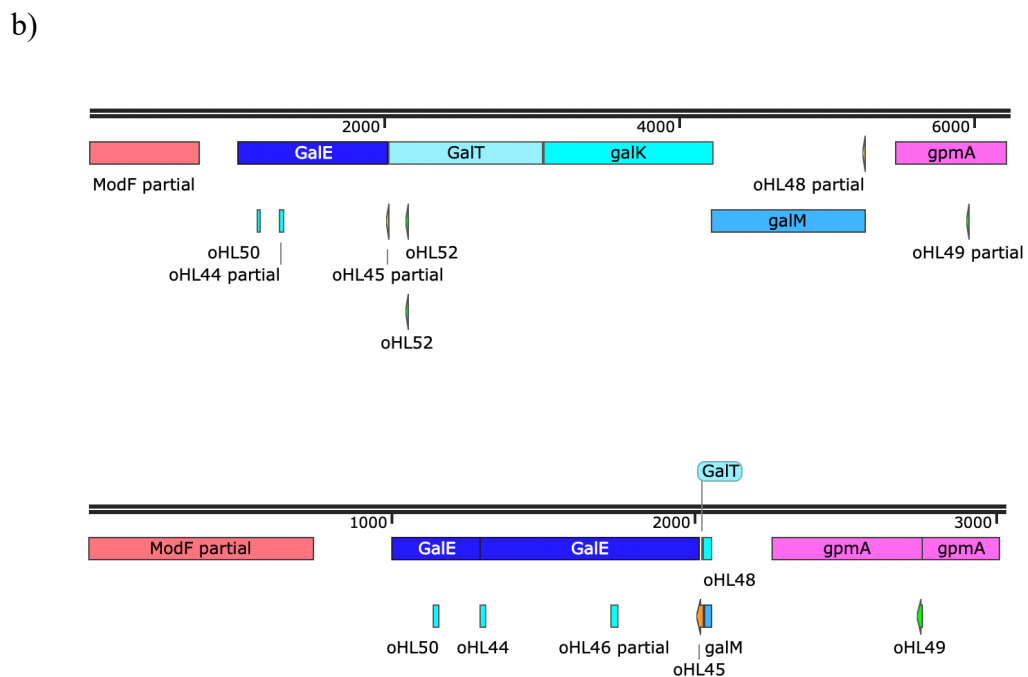 b)
2000 4000 6000
GalE GalT galK gpmA
ModF partial oHL48 partial
galM
oHL50 oHL52 oHL49 partial
oHL44 partial oHL45 partial
oHL52
GalT
1000 2000 3000
ModF partial GalE GalE gpmA gpmA
oHL48
oHL50 oHL44 oHL46 partial galM oHL49
oHL45